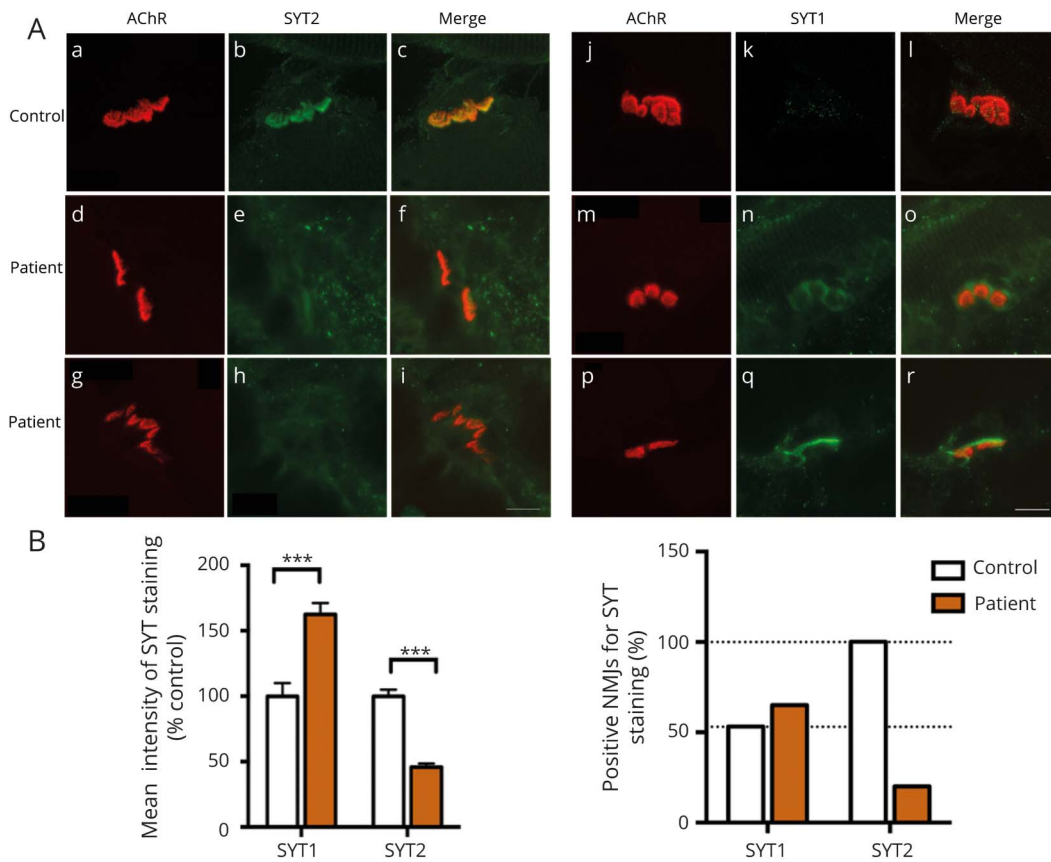 A
AChR SYT2 Merge AChR SYT1 Merge
a b c j k l
Control
d e f m n o
Patient
g h i p q r
Patient
B
Mean intensity of SYT staining
(% control)
200
150
100
50
0
***
***
SYT1 SYT2
Positive NMJs for SYT
staining (%)
150
100
50
0
Control
Patient
SYT1 SYT2